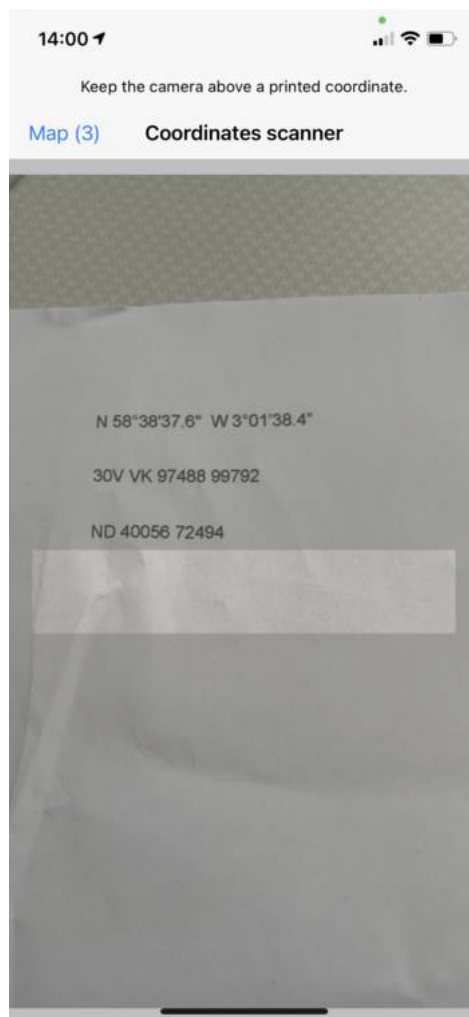 14:00
Keep the camera above a printed coordinate.
Map (3) Coordinates scanner
N 58°38'37.6" W 3°01'38.4"
30V VK 97488 99792
ND 40056 72494